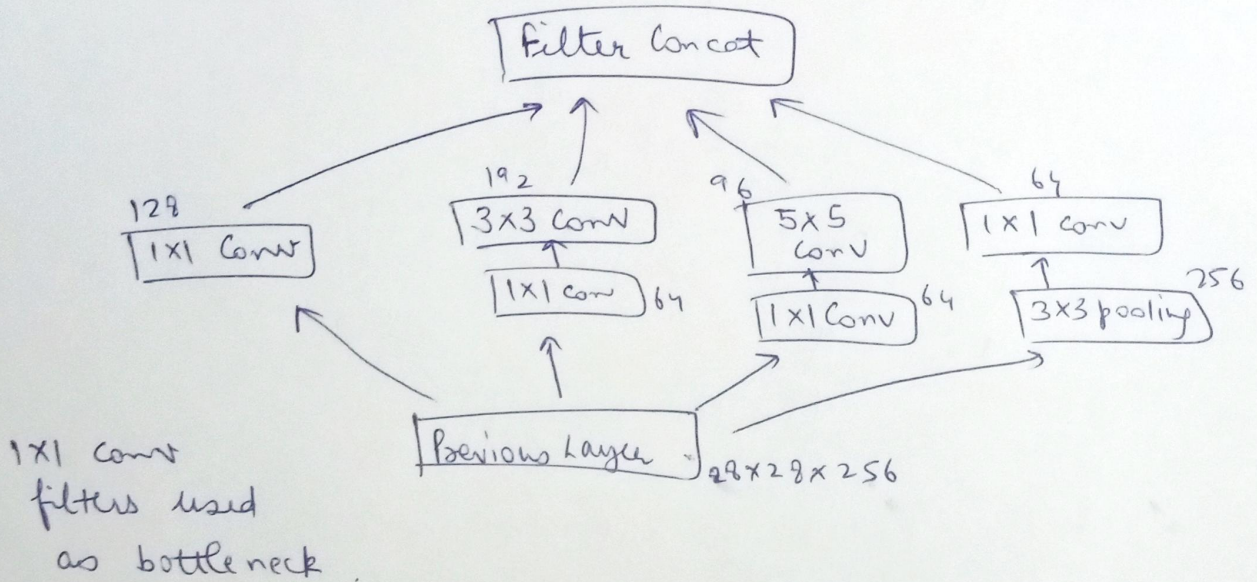 Filter Concat
128
1x1 Conv
192
3x3 Conv
1x1 Conv
64
96
5x5
Conv
1x1 Conv
64
64
1x1 Conv
256
3x3 pooling
Previous Layer
28x28x256
1x1 conv
filters used
as bottleneck.